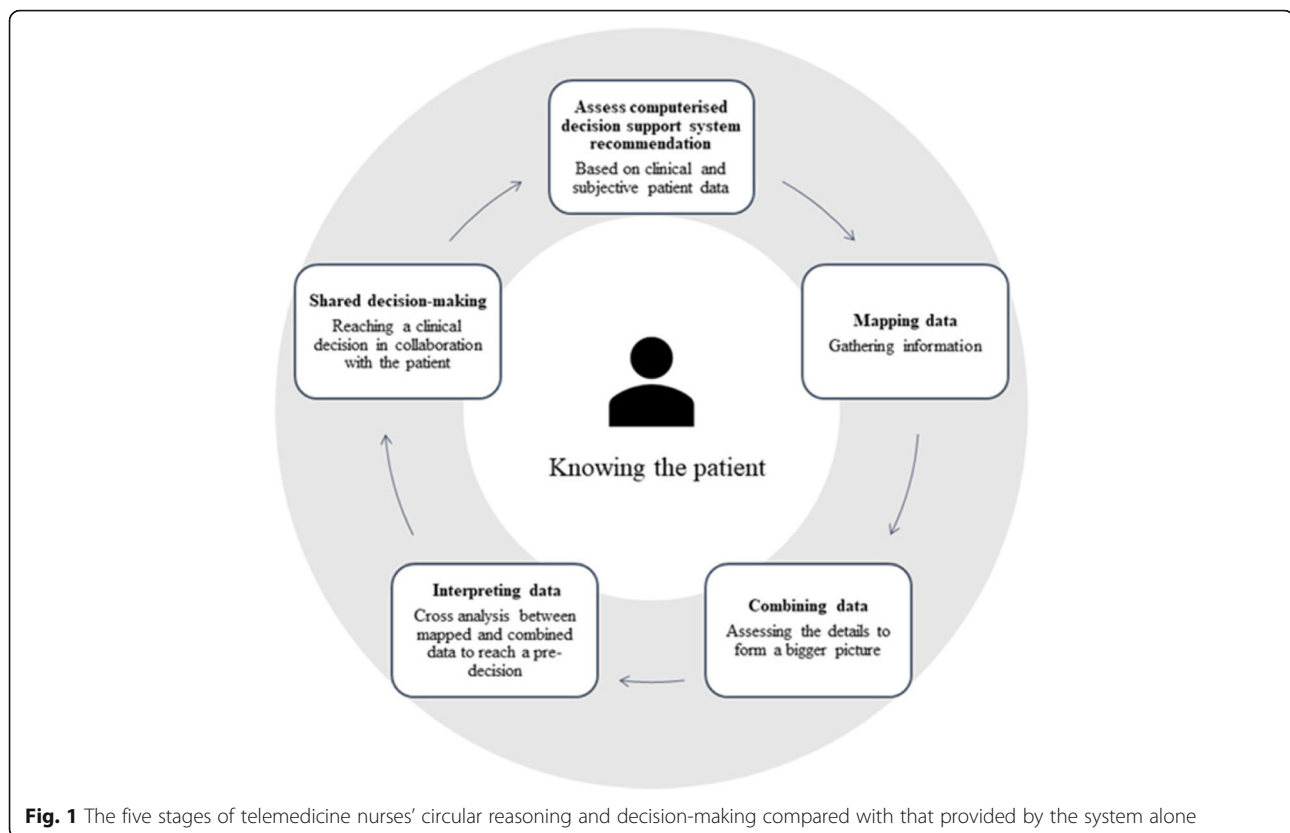 Assess computerised
decision support system
recommendation
Based on clinical and
subjective patient data
Mapping data
Gathering information
Combining data
Assessing the details to
form a bigger picture
Interpreting data
Cross analysis between
mapped and combined
data to reach a pre-
decision
Shared decision-making
Reaching a clinical
decision in collaboration
with the patient
Knowing the patient
Fig. 1 The five stages of telemedicine nurses’ circular reasoning and decision-making compared with that provided by the system alone